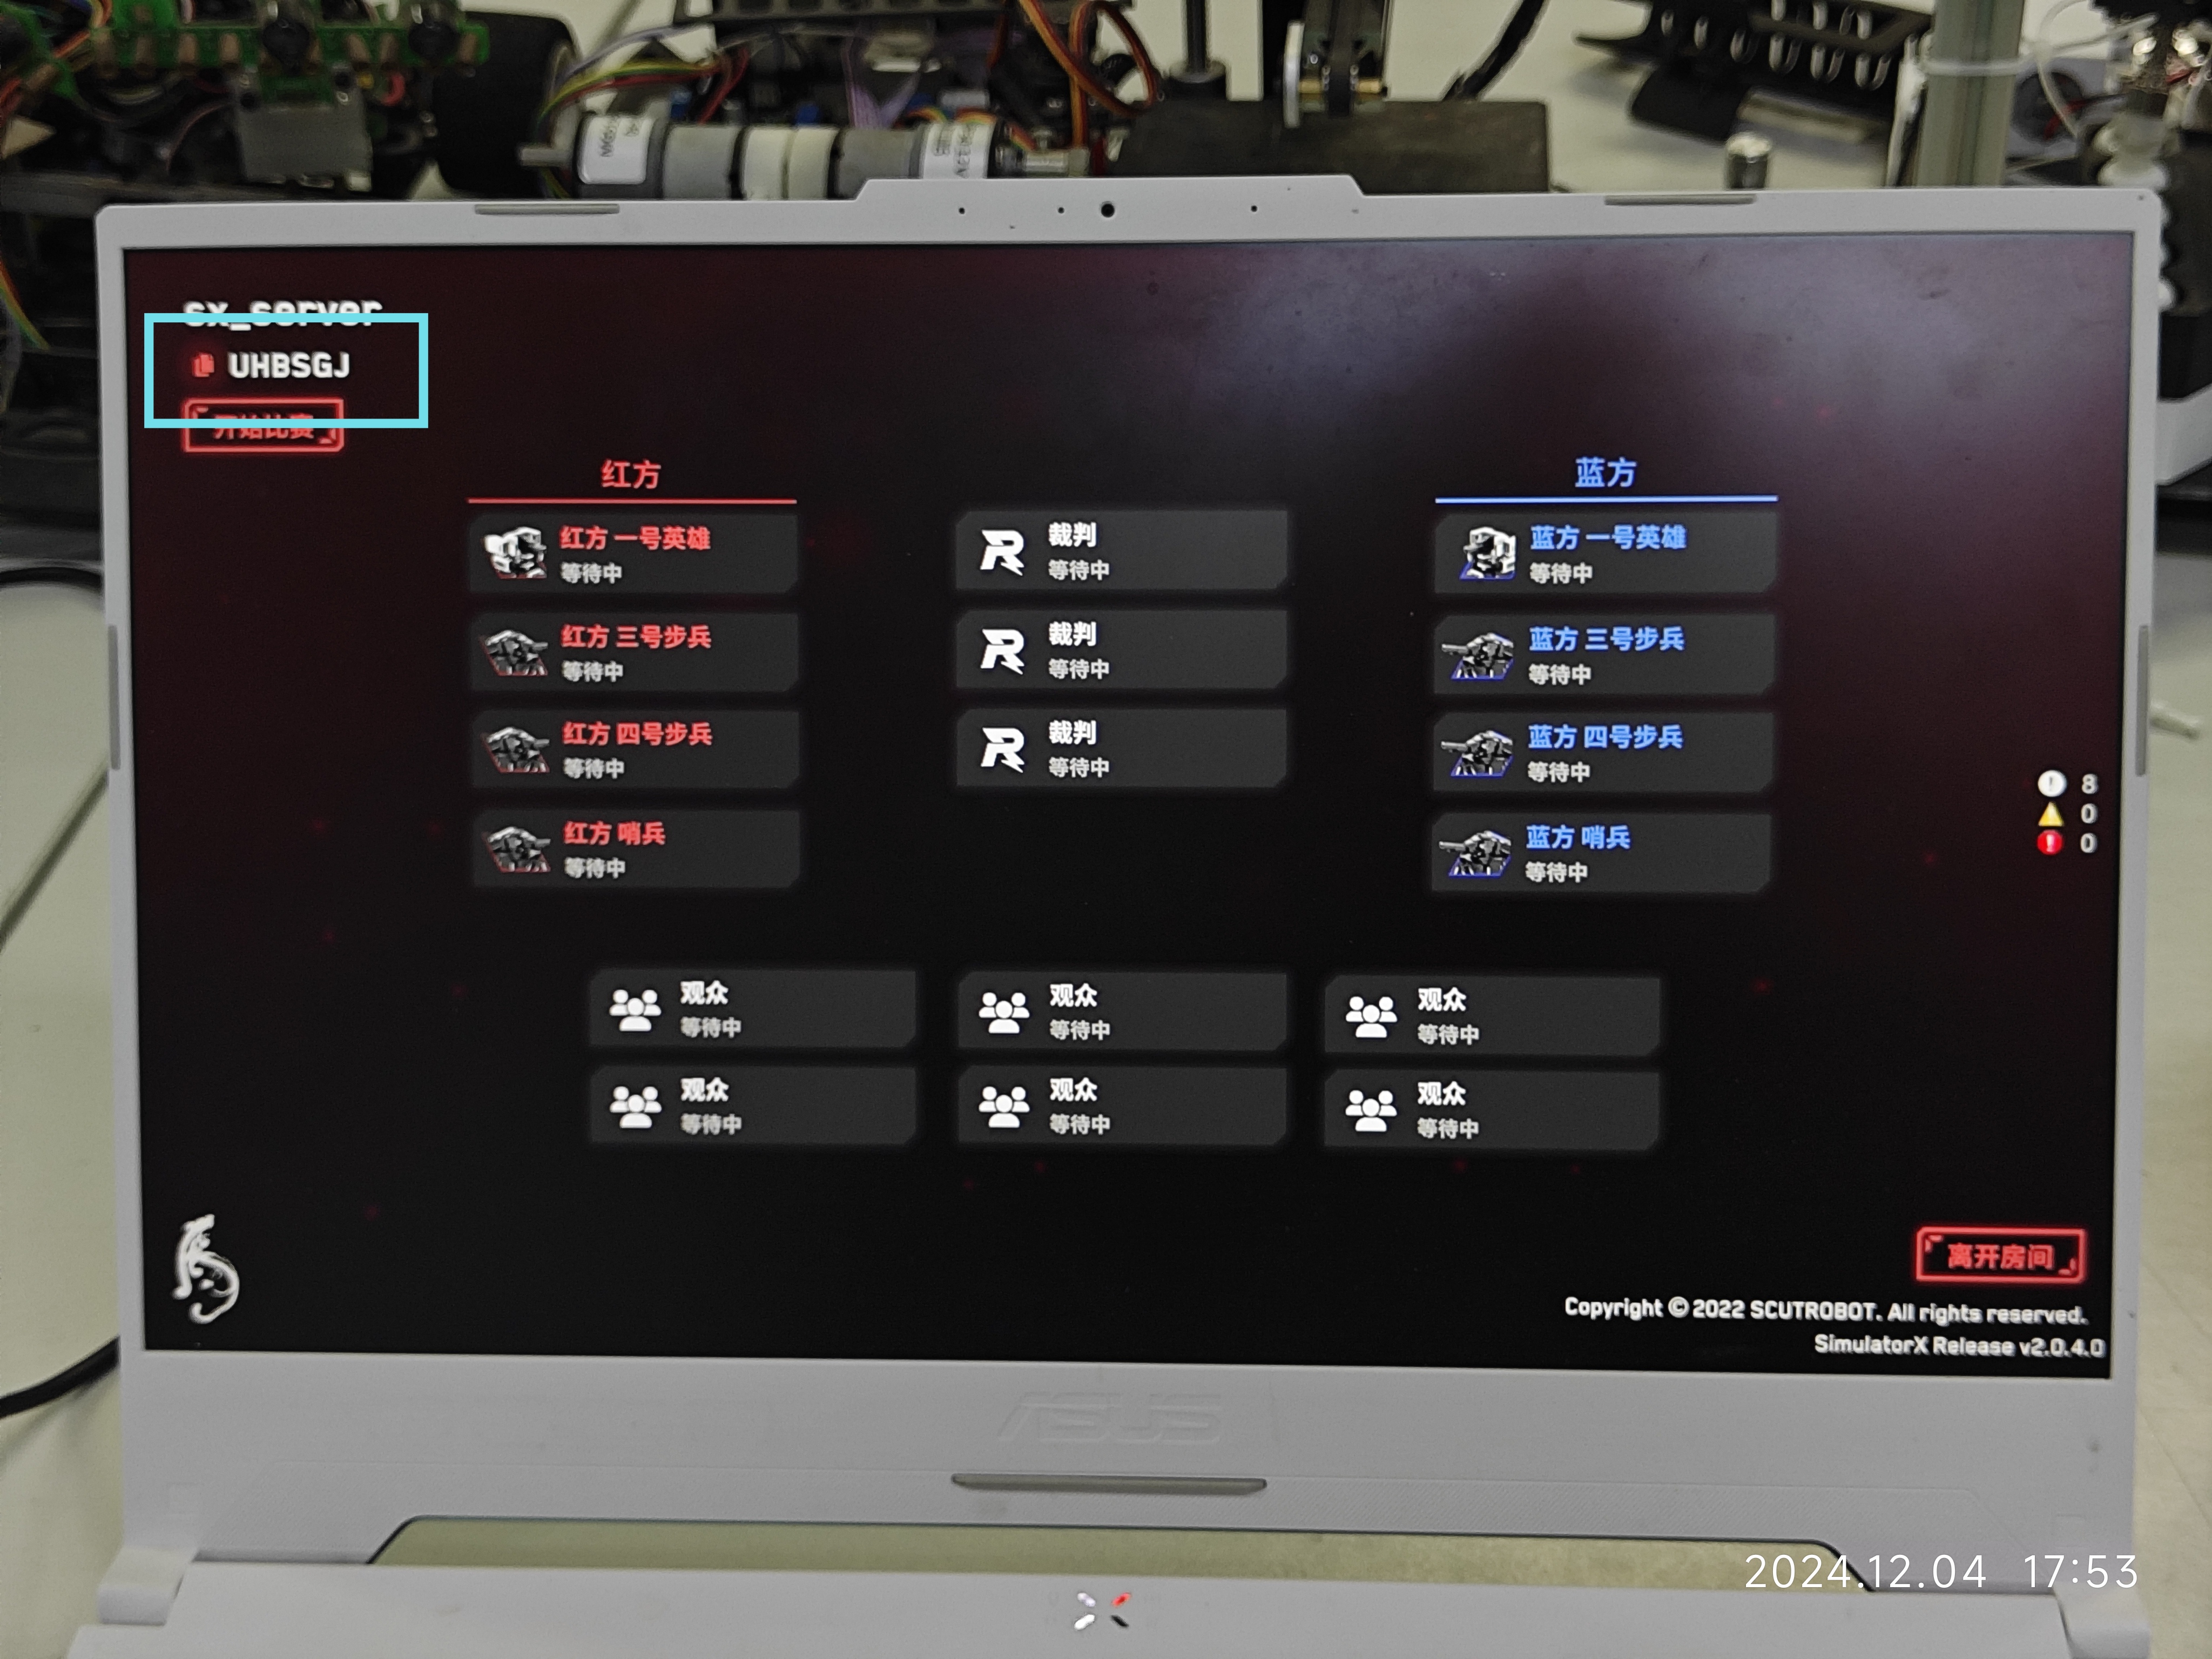 sx_server
UHBSGJ
开始比赛
红方
蓝方
红方 一号英雄
等待中
裁判
等待中
蓝方 一号英雄
等待中
红方 三号步兵
等待中
裁判
等待中
蓝方 三号步兵
等待中
红方 四号步兵
等待中
裁判
等待中
蓝方 四号步兵
等待中
8
0
0
红方 哨兵
等待中
蓝方 哨兵
等待中
观众
等待中
观众
等待中
观众
等待中
观众
等待中
观众
等待中
观众
等待中
离开房间
Copyright © 2022 SCUTROBOT. All rights reserved.
SimulatorX Release v2.0.4.0
ASUS
2024.12.04 17:53